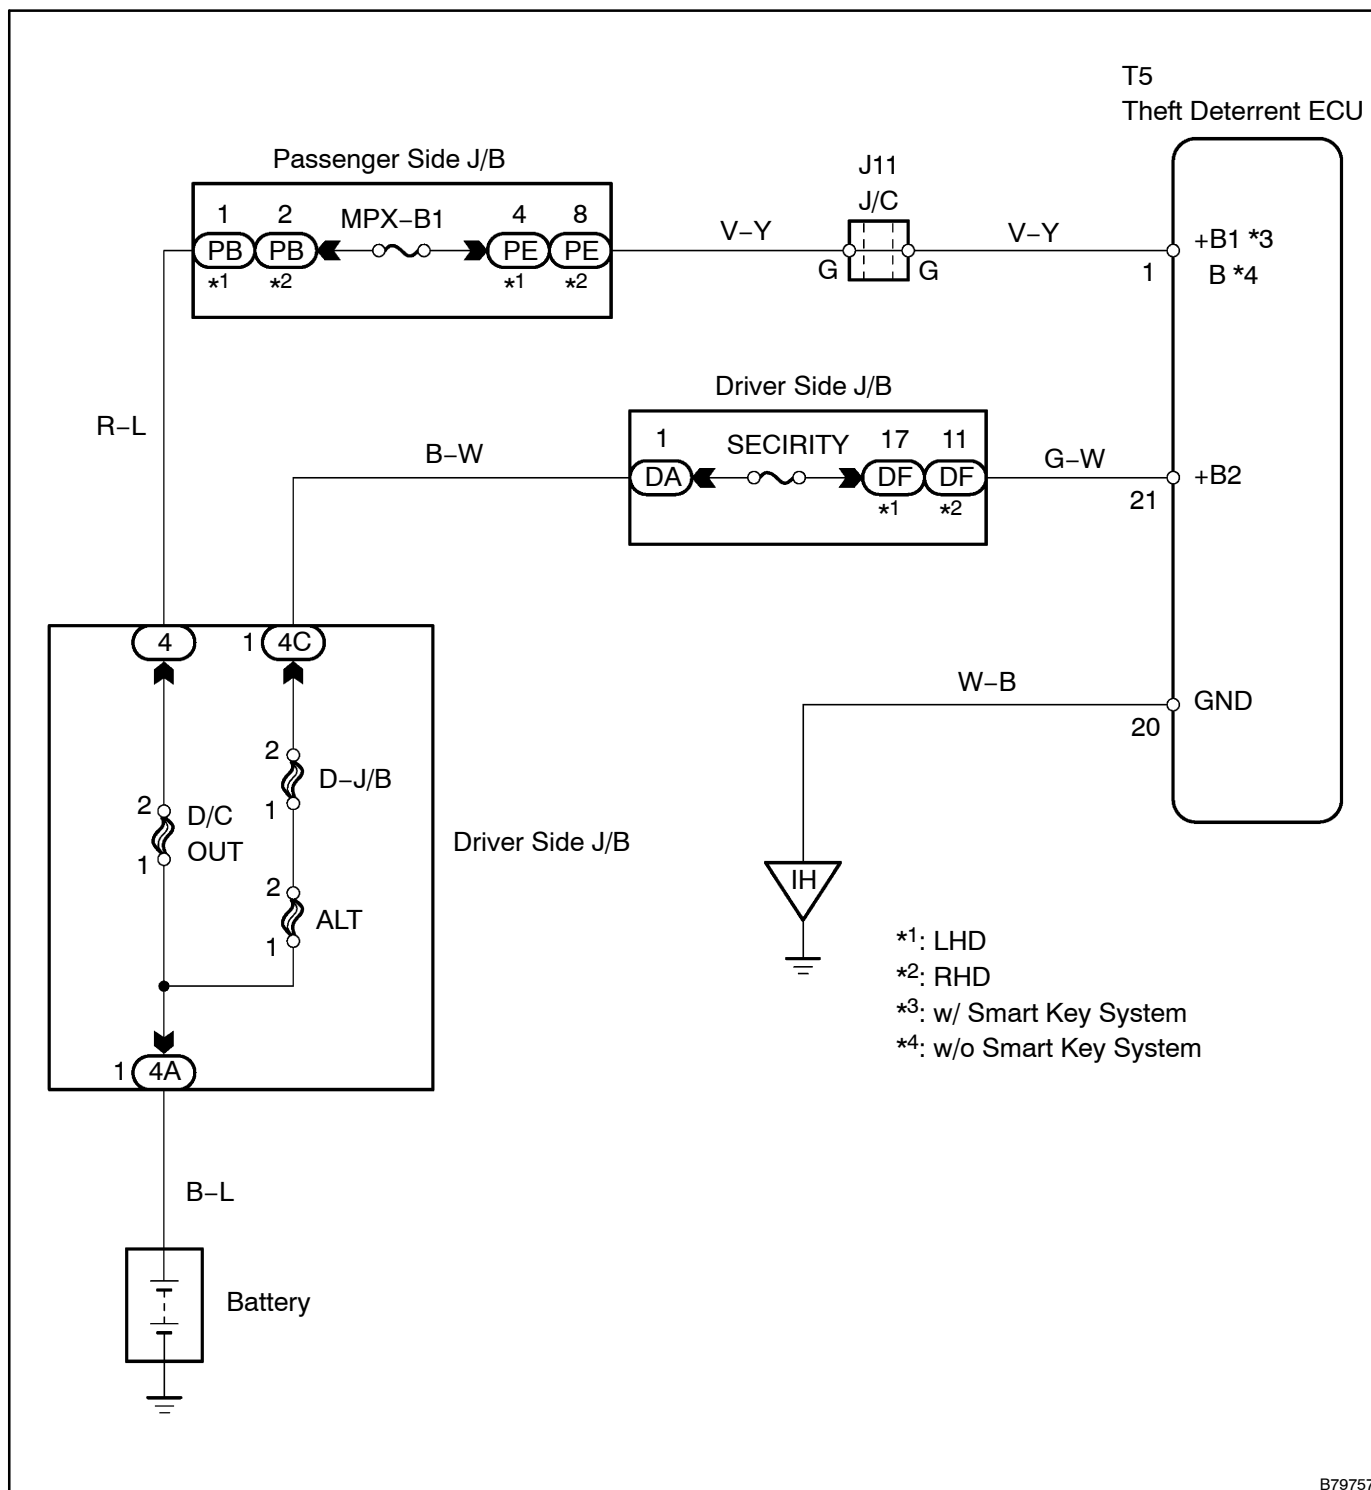 T5
Theft Deterrent ECU
Passenger Side J/B
J11
J/C
1 2 MPX–B1 4 8
PB PB PE PE
*1 *2 *1 *2
V–Y
G G
V–Y
1
+B1 *3
B *4
Driver Side J/B
R–L
B–W
1 SECIRITY 17 11
DA DF DF
*1 *2
G–W
21
+B2
4
1 4C
W–B
20
GND
2
D–J/B
1
2
D/C
OUT
1
Driver Side J/B
2
ALT
1
IH
*1: LHD
*2: RHD
*3: w/ Smart Key System
*4: w/o Smart Key System
1 4A
B–L
Battery
B79757